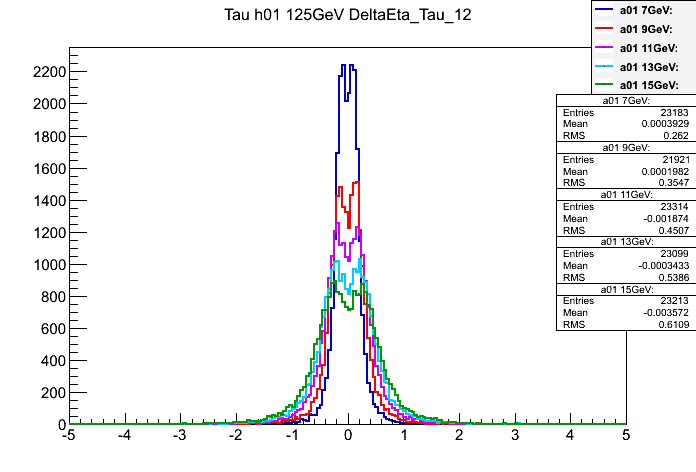 Tau h01 125GeV DeltaEta_Tau_12
a01 7GeV:
a01 9GeV:
a01 11GeV:
a01 13GeV:
a01 15GeV:
a01 7GeV:
Entries 23183
Mean 0.0003929
RMS 0.262
a01 9GeV:
Entries 21921
Mean 0.0001982
RMS 0.3547
a01 11GeV:
Entries 23314
Mean -0.001874
RMS 0.4507
a01 13GeV:
Entries 23099
Mean -0.0003433
RMS 0.5386
a01 15GeV:
Entries 23213
Mean -0.003572
RMS 0.6109
2200
2000
1800
1600
1400
1200
1000
800
600
400
200
0
-5 -4 -3 -2 -1 0 1 2 3 4 5